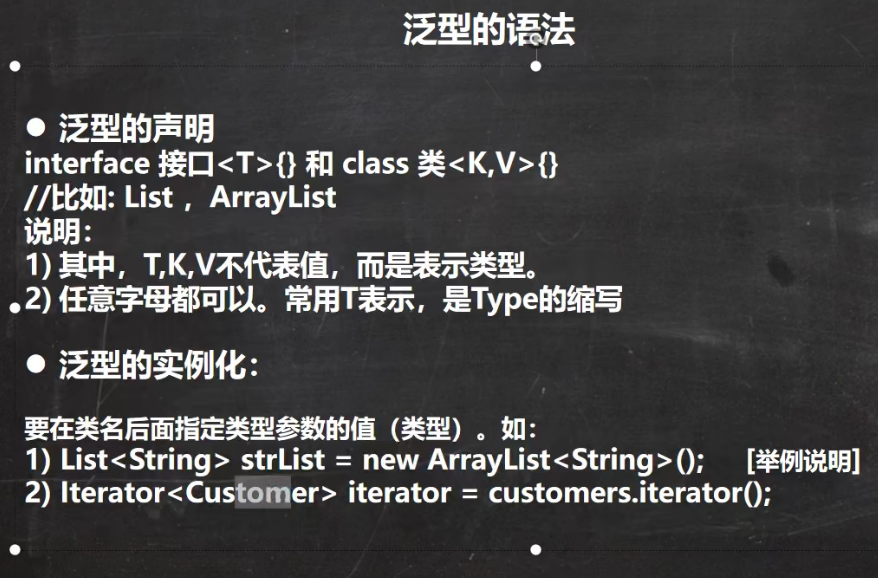 泛型的语法
● 泛型的声明
interface 接口<T>{} 和 class 类<K,V>{}
//比如: List ，ArrayList
说明：
1) 其中，T,K,V不代表值，而是表示类型。
2) 任意字母都可以。常用T表示，是Type的缩写
● 泛型的实例化：
要在类名后面指定类型参数的值（类型）。如：
1) List<String> strList = new ArrayList<String>(); [举例说明]
2) Iterator<Customer> iterator = customers.iterator();